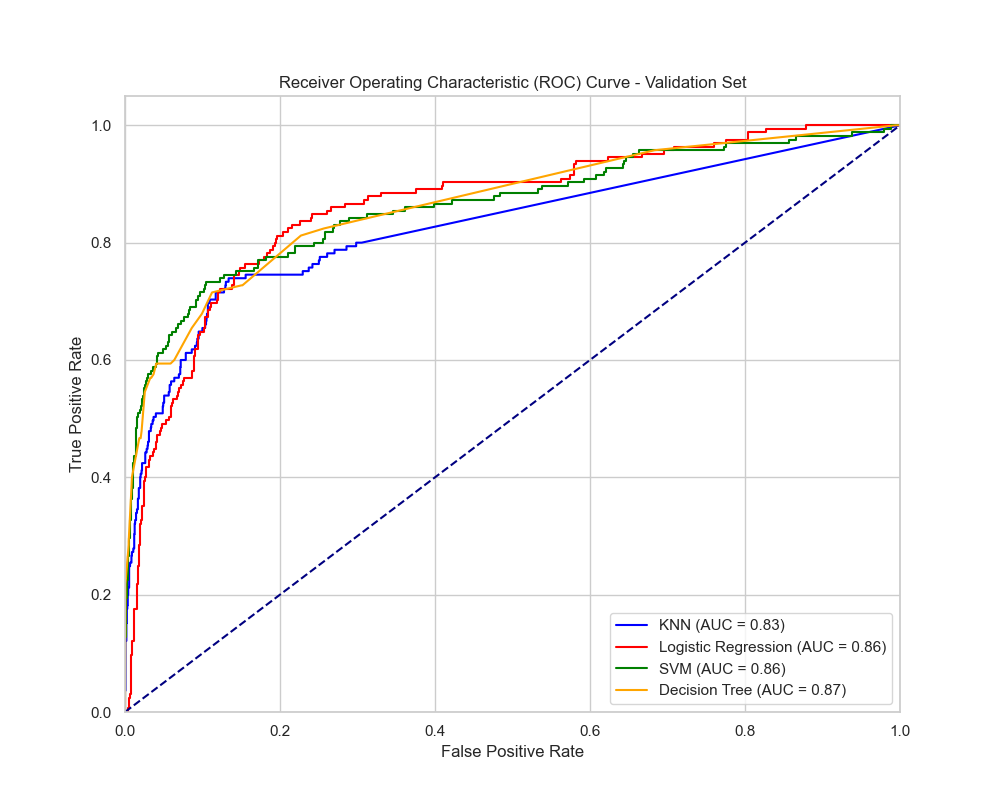 Receiver Operating Characteristic (ROC) Curve - Validation Set
1.0
0.8
0.6
0.4
0.2
0.0
True Positive Rate
0.0 0.2 0.4 0.6 0.8 1.0
False Positive Rate
KNN (AUC = 0.83)
Logistic Regression (AUC = 0.86)
SVM (AUC = 0.86)
Decision Tree (AUC = 0.87)